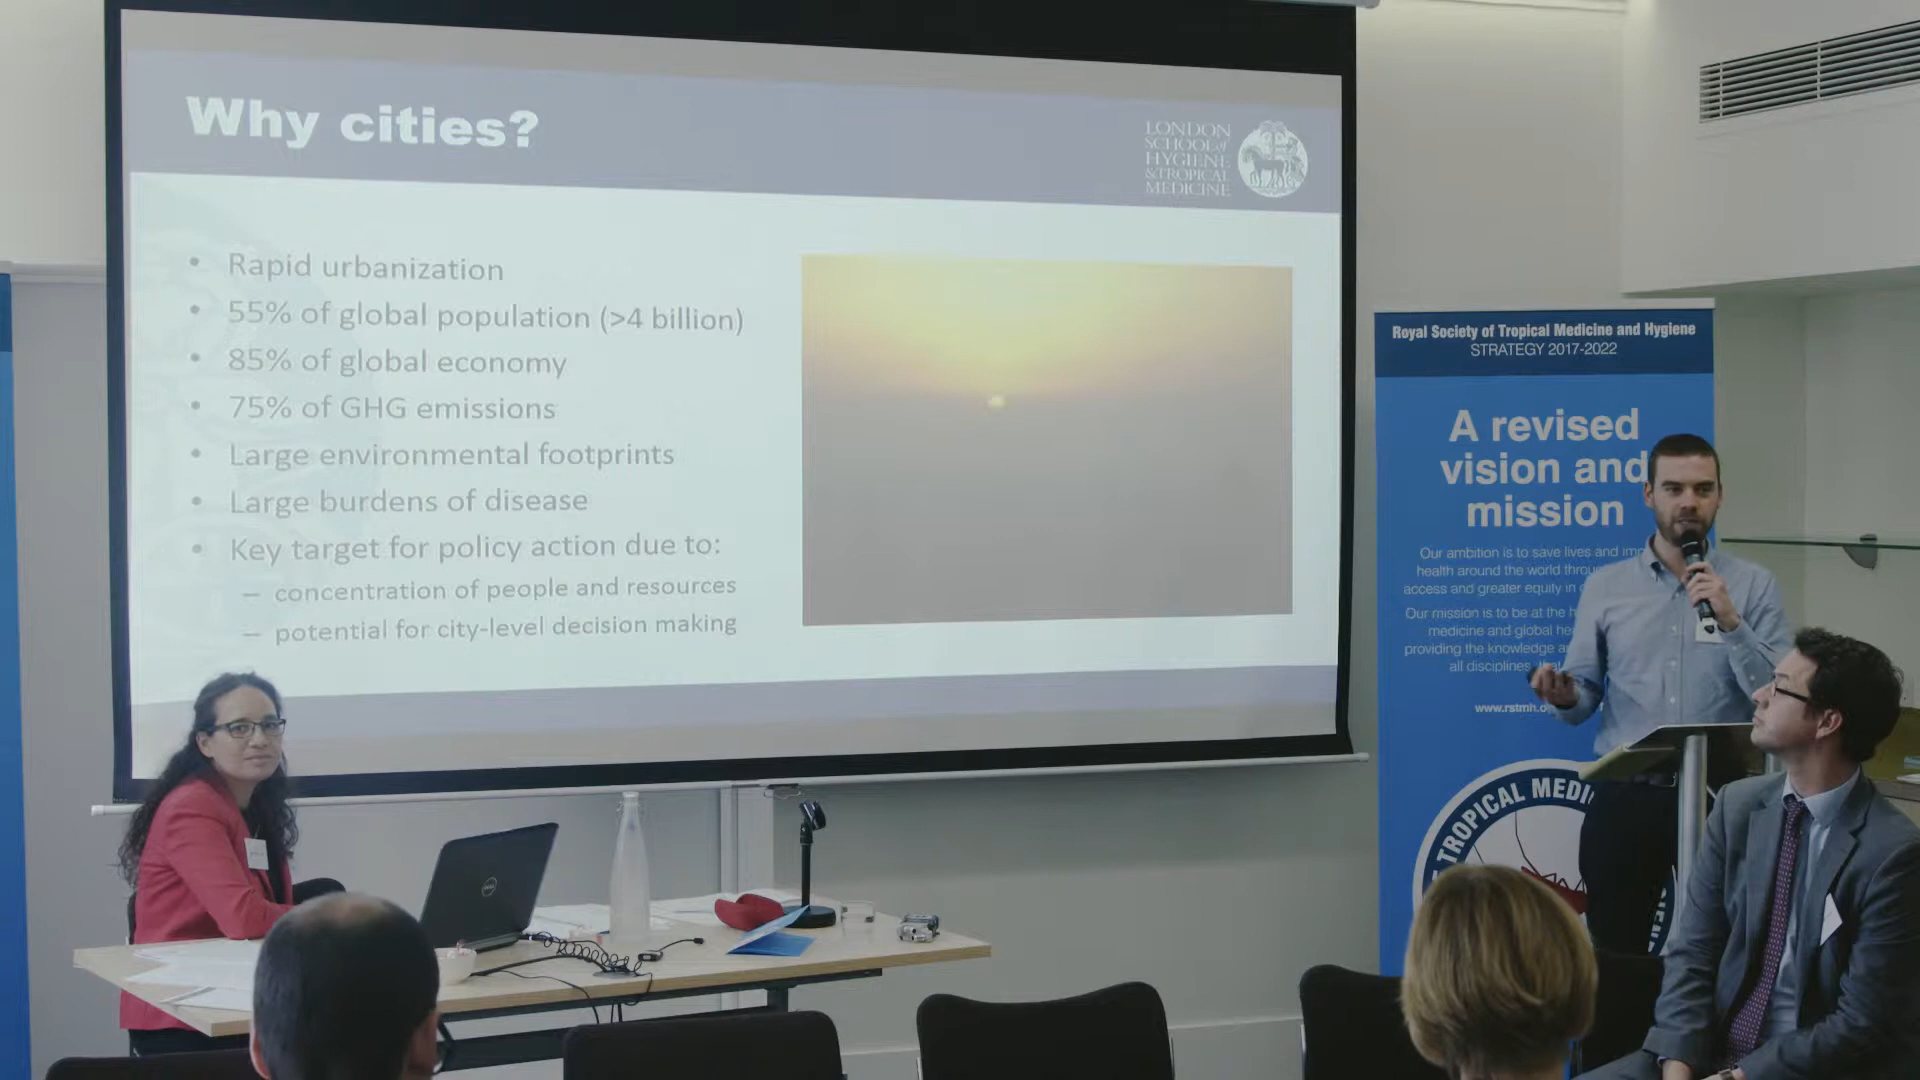 Why cities?
LONDON
SCHOOL of
HYGIENE
& TROPICAL
MEDICINE
• Rapid urbanization
• 55% of global population (>4 billion)
• 85% of global economy
• 75% of GHG emissions
• Large environmental footprints
• Large burdens of disease
• Key target for policy action due to:
– concentration of people and resources
– potential for city-level decision making
Royal Society of Tropical Medicine and Hygiene
STRATEGY 2017-2022
A revised
vision and
mission
Our ambition is to save lives and
health around the world
access and greater equity in
Our mission is to be at the
medicine and global
providing the knowledge
all disciplines, that
www.rstmh.o
TROPICAL
DELL